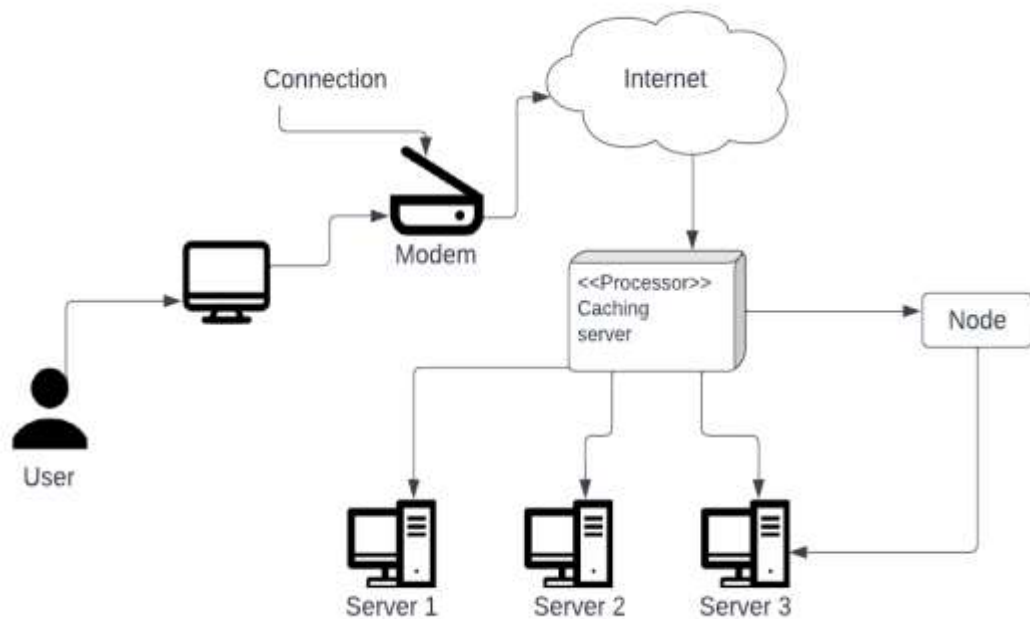 Connection
Internet
Modem
<<Processor>>
Caching
server
Node
User
Server 1
Server 2
Server 3